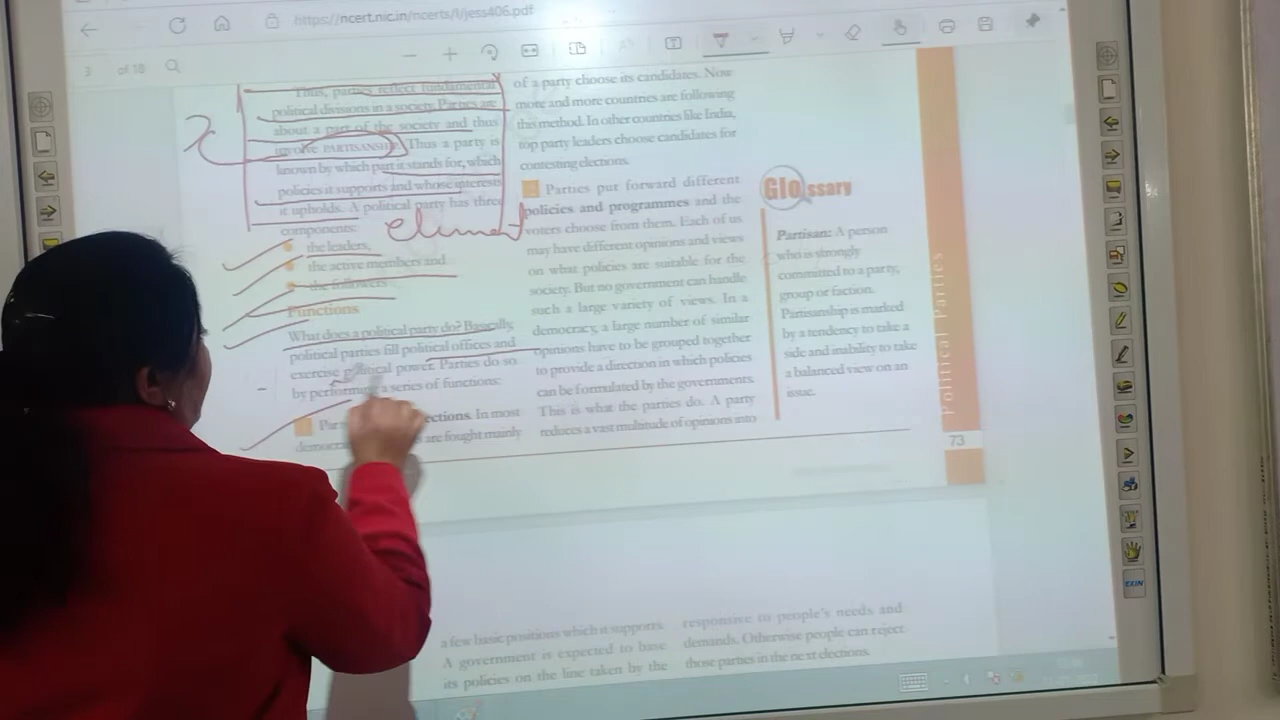 https://ncert.nic.in/ncerts/l/jess406.pdf
3 of 10
Thus, parties reflect fundamental
political divisions in a society. Parties are
about a part of the society and thus
involve PARTISANSHIP. Thus a party is
known by which part it stands for, which
policies it supports and whose interests
it upholds. A political party has three
components:
the leaders,
the active members and
the followers
Functions
What does a political party do? Basically,
political parties fill political offices and
exercise political power. Parties do so
by performing a series of functions:
ections. In most
are fought mainly
of a party choose its candidates. Now
more and more countries are following
this method. In other countries like India,
top party leaders choose candidates for
contesting elections.
Parties put forward different
policies and programmes and the
voters choose from them. Each of us
may have different opinions and views
on what policies are suitable for the
society. But no government can handle
such a large variety of views. In a
democracy, a large number of similar
opinions have to be grouped together
to provide a direction in which policies
can be formulated by the governments.
This is what the parties do. A party
reduces a vast multitude of opinions into
Glossary
Partisan: A person
who is strongly
committed to a party,
group or faction.
Partisanship is marked
by a tendency to take a
side and inability to take
a balanced view on an
issue.
Political Parties
73
a few basic positions which it supports.
A government is expected to base
its policies on the line taken by the
responsive to people's needs and
demands. Otherwise people can reject
those parties in the next elections.
EXIN